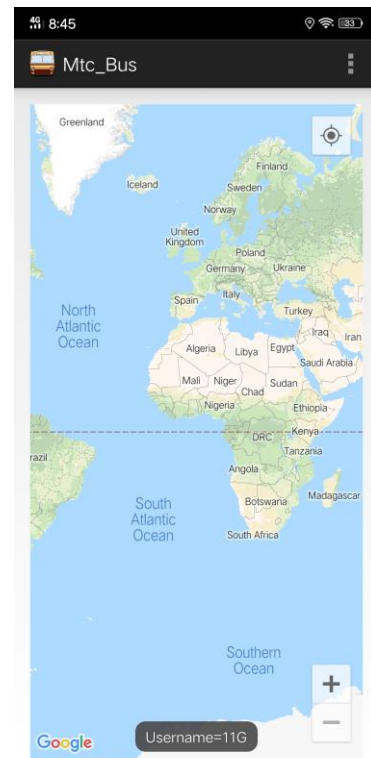 4G 8:45 33
Mtc_Bus
Greenland
Finland
Iceland
Sweden
Norway
United
Kingdom
Poland
Germany
Ukraine
Spain
Italy
Turkey
North
Atlantic
Ocean
Iraq
Iran
Algeria
Libya
Egypt
Saudi Arabia
Mali
Niger
Chad
Sudan
Nigeria
Ethiopia
DRC
Kenya
Tanzania
razil
Angola
Botswana
Madagascar
South
Atlantic
Ocean
South Africa
Southern
Ocean
+
−
Google
Username=11G